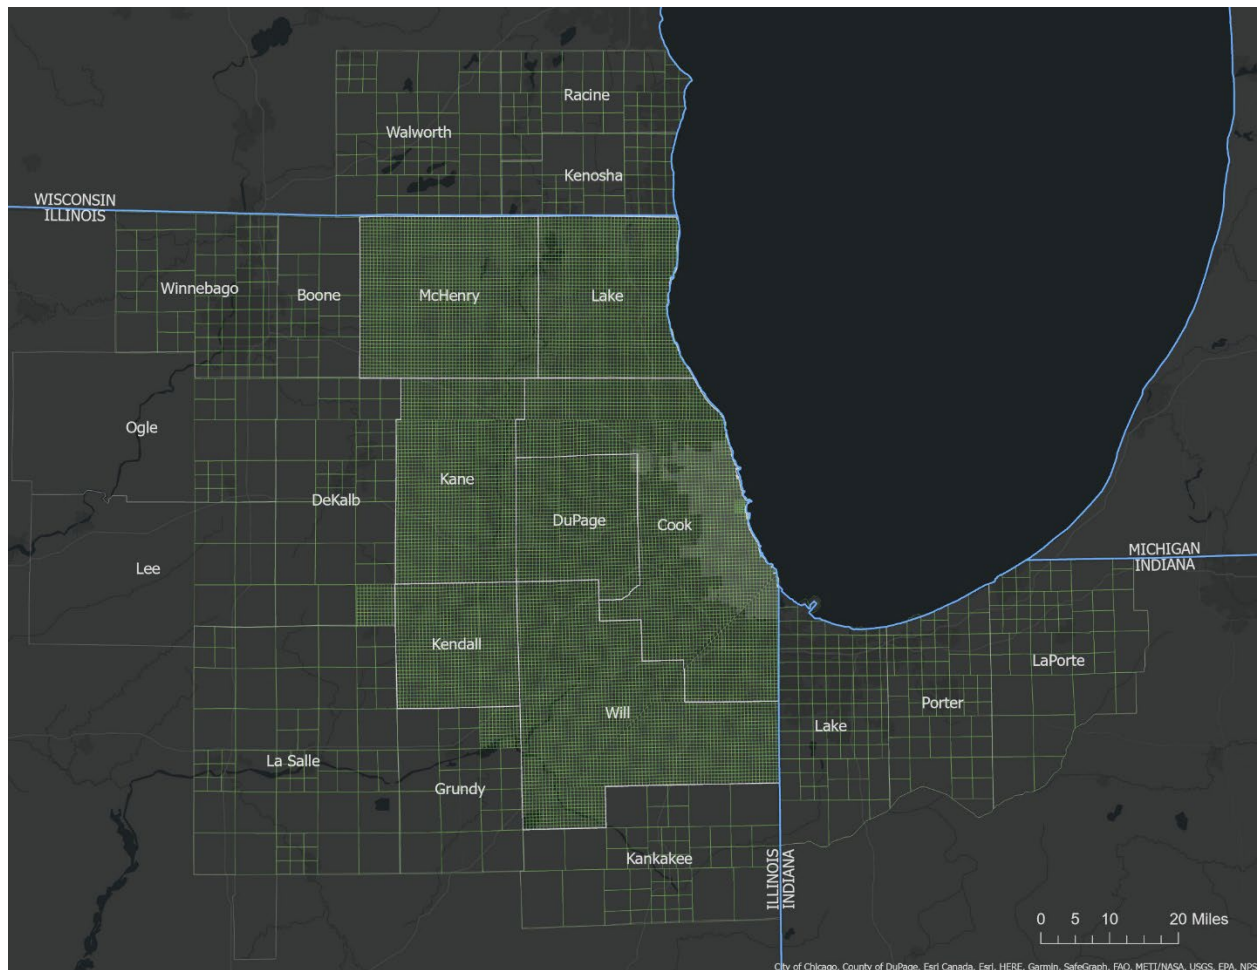 Racine
Walworth
Kenosha
WISCONSIN
ILLINOIS
Winnebago
Boone
McHenry
Lake
Ogle
Kane
DeKalb
DuPage
Cook
MICHIGAN
INDIANA
Lee
Kendall
LaPorte
Porter
Will
Lake
La Salle
Grundy
Kankakee
ILLINOIS
INDIANA
0 5 10 20 Miles
City of Chicago, County of DuPage, Esri Canada, Esri, HERE, Garmin, SafeGraph, FAO, METI/NASA, USGS, EPA, NPS